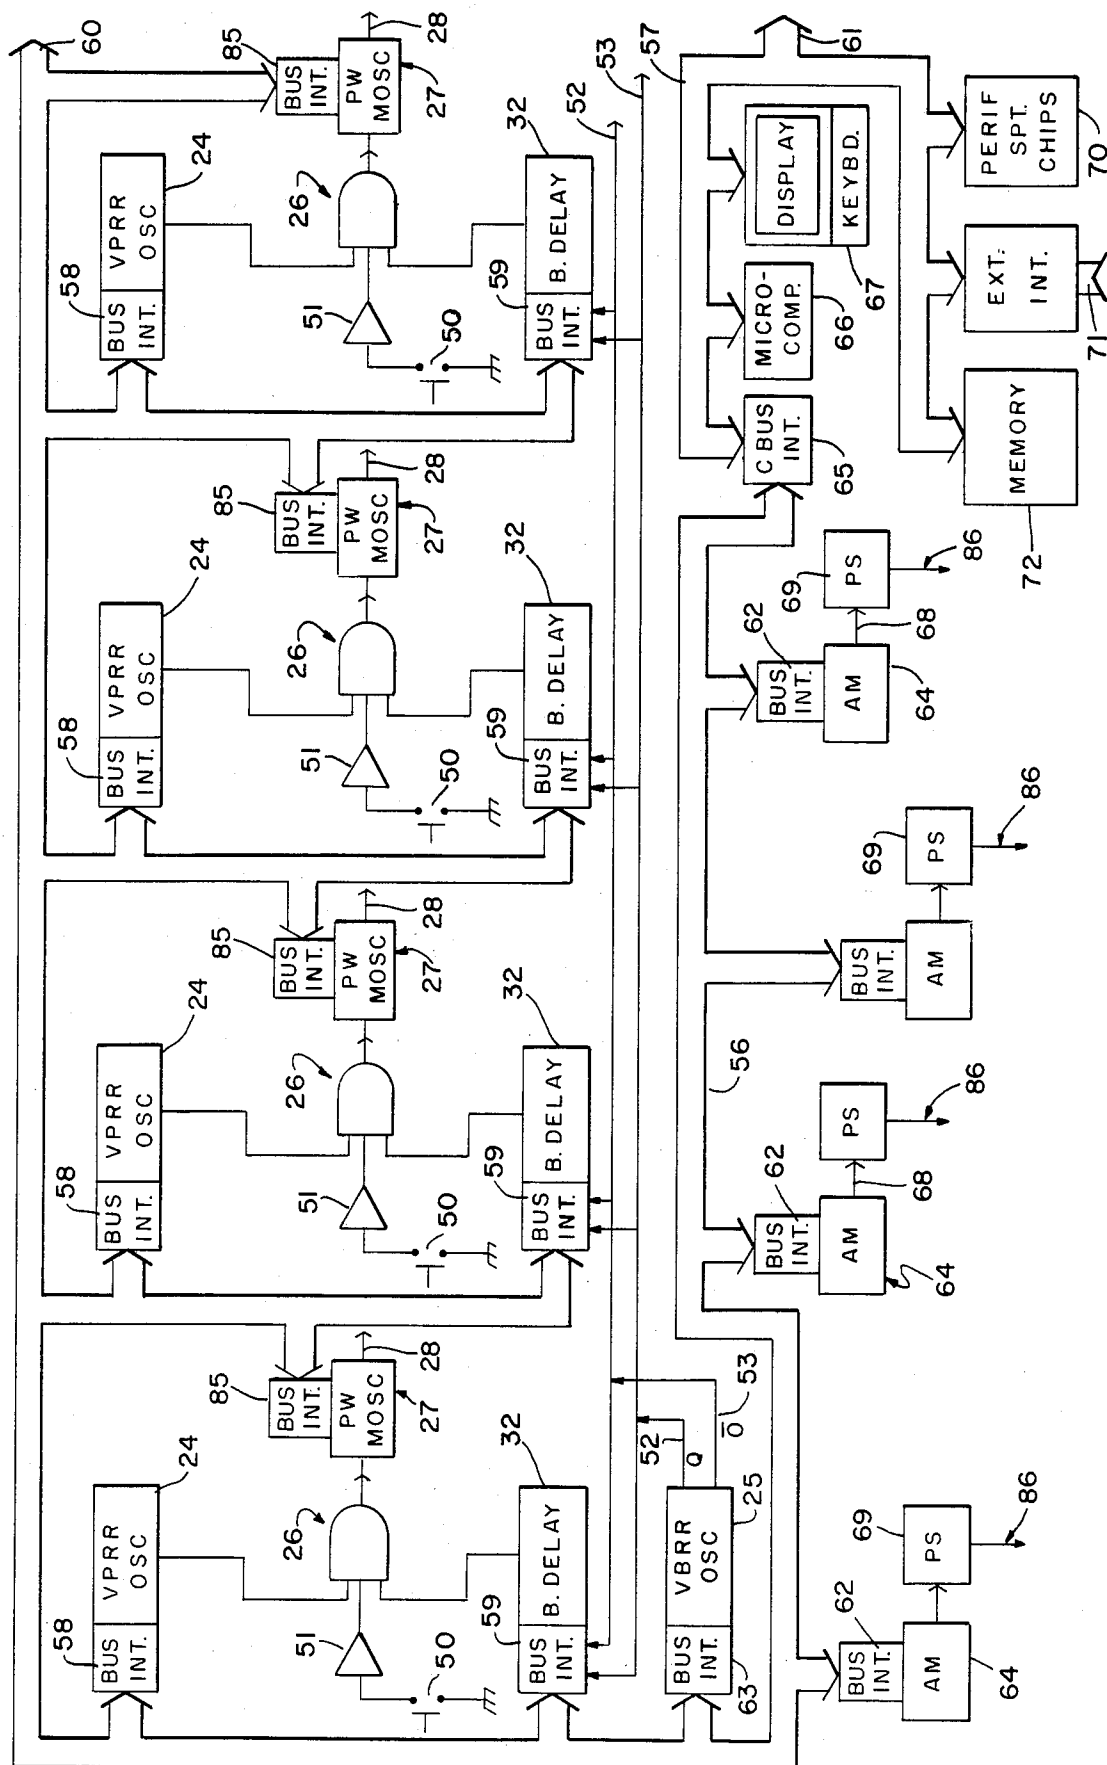 58
BUS
INT.
VPRR
OSC
24
26
51
50
85
BUS
INT.
PW
MOSC
28
27
59
BUS
INT.
B. DELAY
32
58
BUS
INT.
VPRR
OSC
24
26
51
50
85
BUS
INT.
PW
MOSC
28
27
59
BUS
INT.
B. DELAY
32
58
BUS
INT.
VPRR
OSC
24
26
51
50
85
BUS
INT.
PW
MOSC
28
27
59
BUS
INT.
B. DELAY
32
58
BUS
INT.
VPRR
OSC
24
26
51
50
60
85
BUS
INT.
PW
MOSC
28
27
59
BUS
INT.
B. DELAY
32
52
53
BUS
INT.
63
VBRR
OSC
25
52
Q
O̅
53
56
57
61
C BUS
INT.
65
MICRO-
COMP.
66
DISPLAY
KEYBD.
67
BUS
INT.
62
AM
64
PS
69
86
BUS
INT.
62
AM
64
68
PS
86
BUS
INT.
AM
PS
69
86
BUS
INT.
62
AM
64
68
PS
69
86
MEMORY
72
EXT.
INT.
71
PERIF
SPT.
CHIPS
70